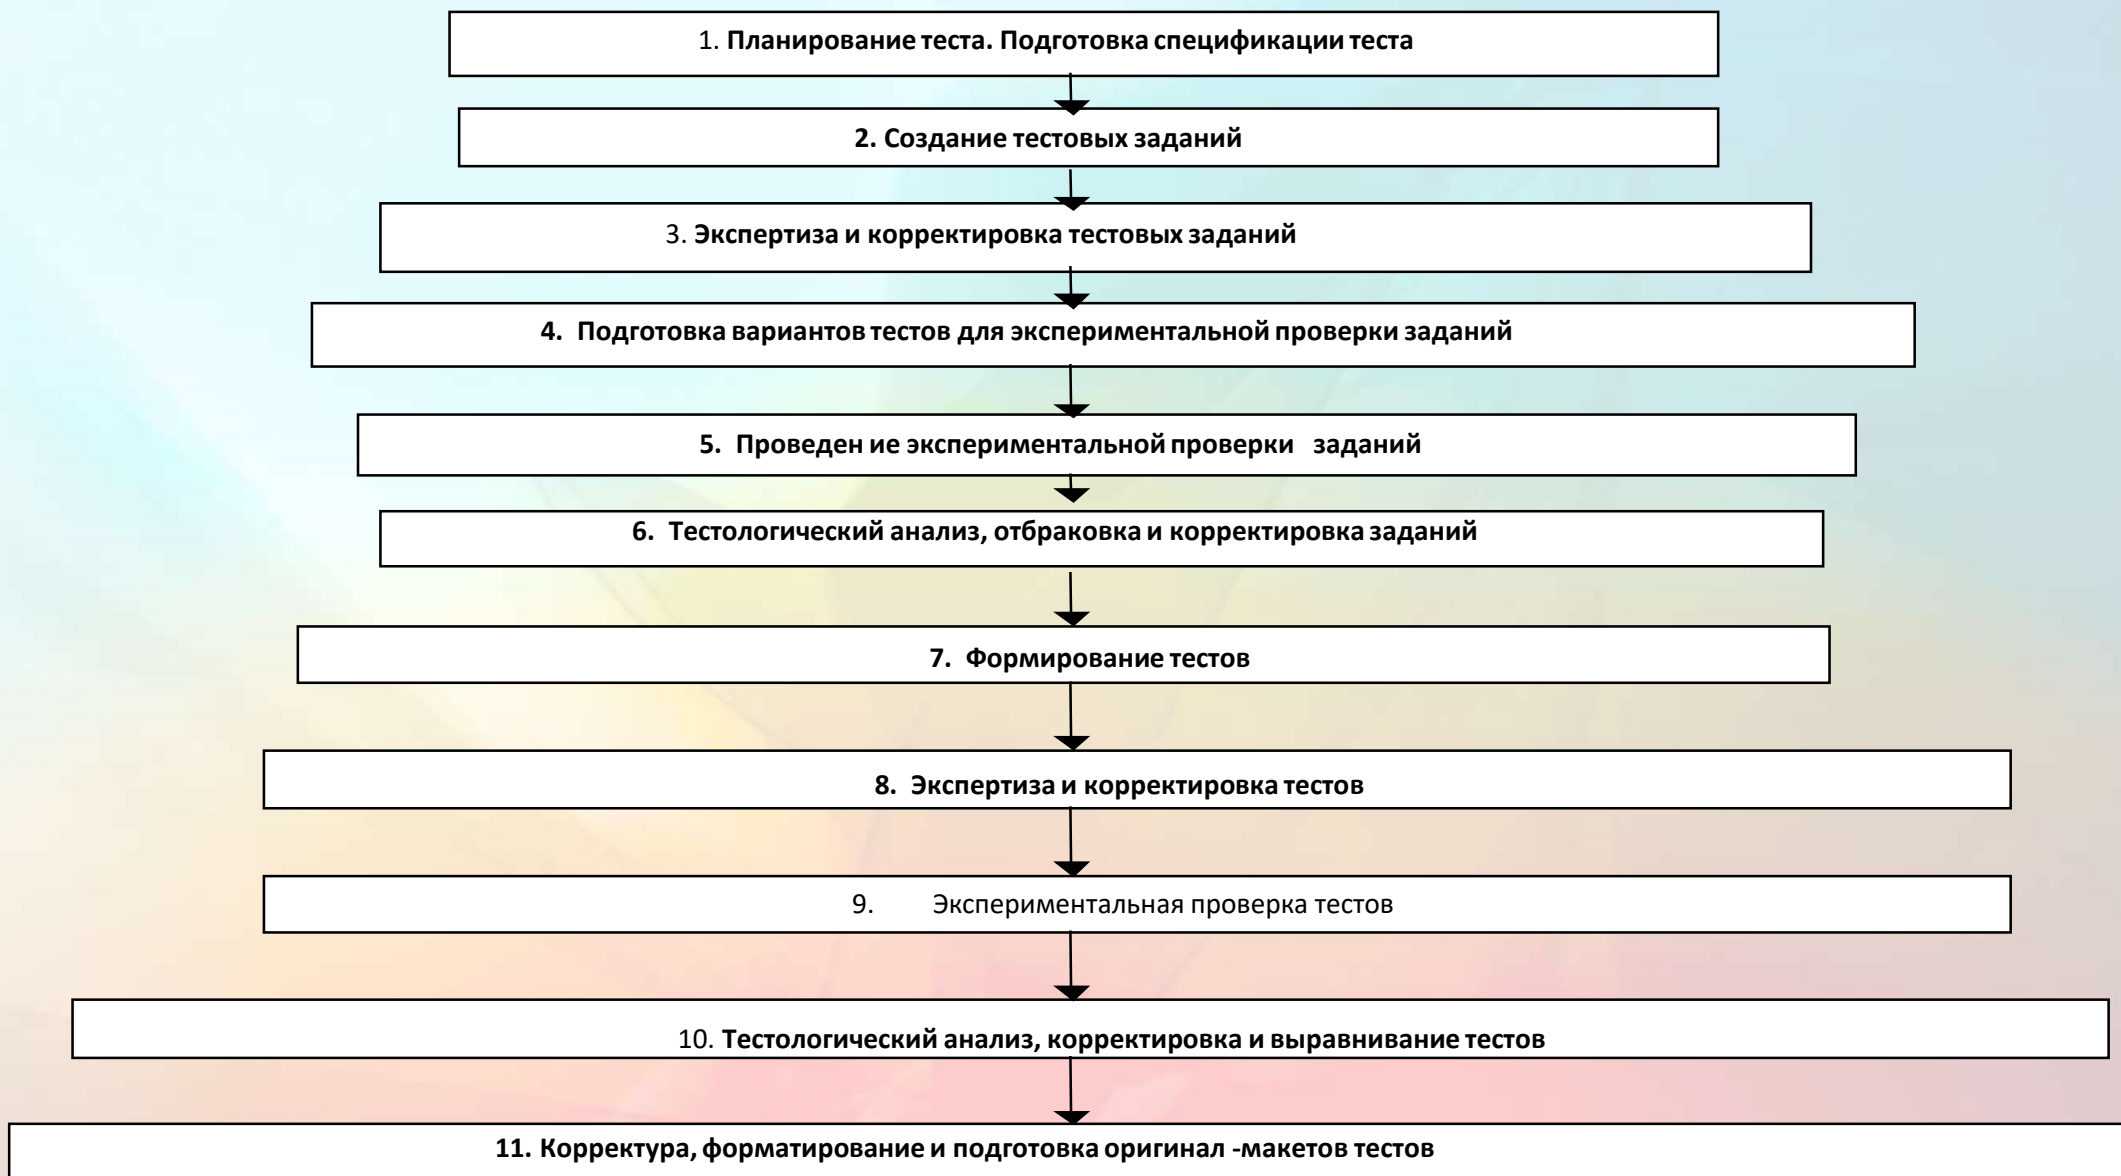 1. Планирование теста. Подготовка спецификации теста
2. Создание тестовых заданий
3. Экспертиза и корректировка тестовых заданий
4. Подготовка вариантов тестов для экспериментальной проверки заданий
5. Проведен ие экспериментальной проверки заданий
6. Тестологический анализ, отбраковка и корректировка заданий
7. Формирование тестов
8. Экспертиза и корректировка тестов
9. Экспериментальная проверка тестов
10. Тестологический анализ, корректировка и выравнивание тестов
11. Корректура, форматирование и подготовка оригинал -макетов тестов